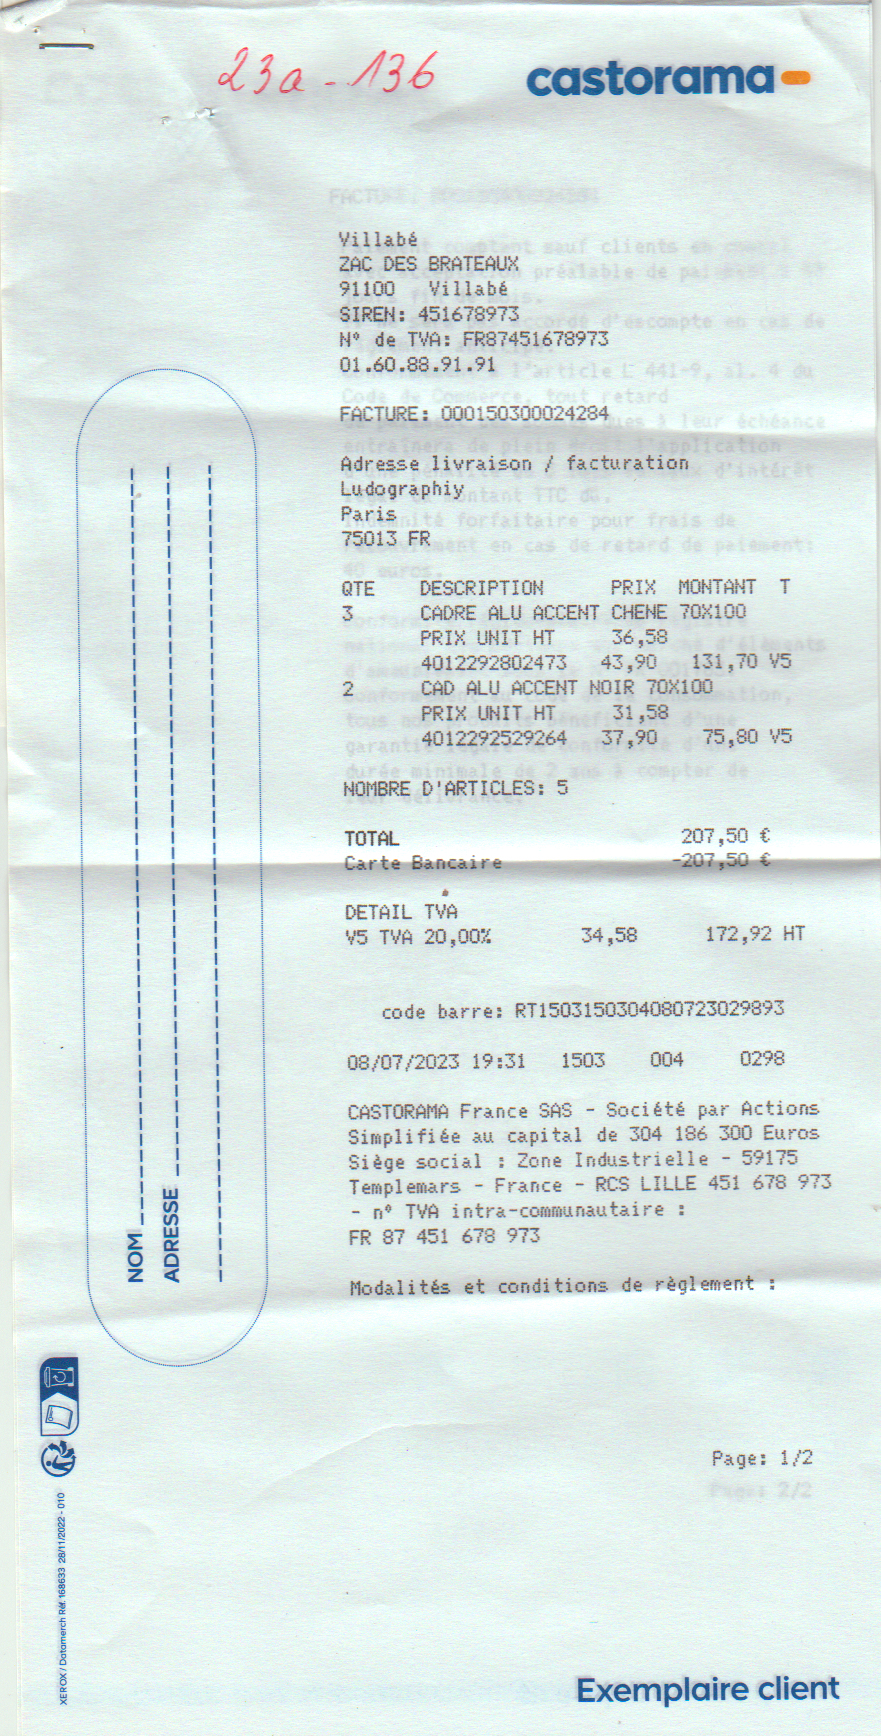 23a-136
castorama
Villabé
ZAC DES BRATEAUX
91100 Villabé
SIREN: 451678973
N° de TVA: FR87451678973
01.60.88.91.91
FACTURE: 000150300024284
Adresse livraison / facturation
Ludographiy
Paris
75013 FR
QTE DESCRIPTION PRIX MONTANT T
3 CADRE ALU ACCENT CHENE 70X100
PRIX UNIT HT 36,58
4012292802473 43,90 131,70 V5
2 CAD ALU ACCENT NOIR 70X100
PRIX UNIT HT 31,58
4012292529264 37,90 75,80 V5
NOMBRE D'ARTICLES: 5
TOTAL 207,50 €
Carte Bancaire -207,50 €
DETAIL TVA
V5 TVA 20,00% 34,58 172,92 HT
code barre: RT1503150304080723029893
08/07/2023 19:31 1503 004 0298
CASTORAMA France SAS - Société par Actions
Simplifiée au capital de 304 186 300 Euros
Siège social : Zone Industrielle - 59175
Templemars - France - RCS LILLE 451 678 973
- n° TVA intra-communautaire :
FR 87 451 678 973
Modalités et conditions de règlement :
Page: 1/2
Page: 2/2
NOM
ADRESSE
XEROX / Datamerch Réf. 168633 28/11/2022 - 010
Exemplaire client